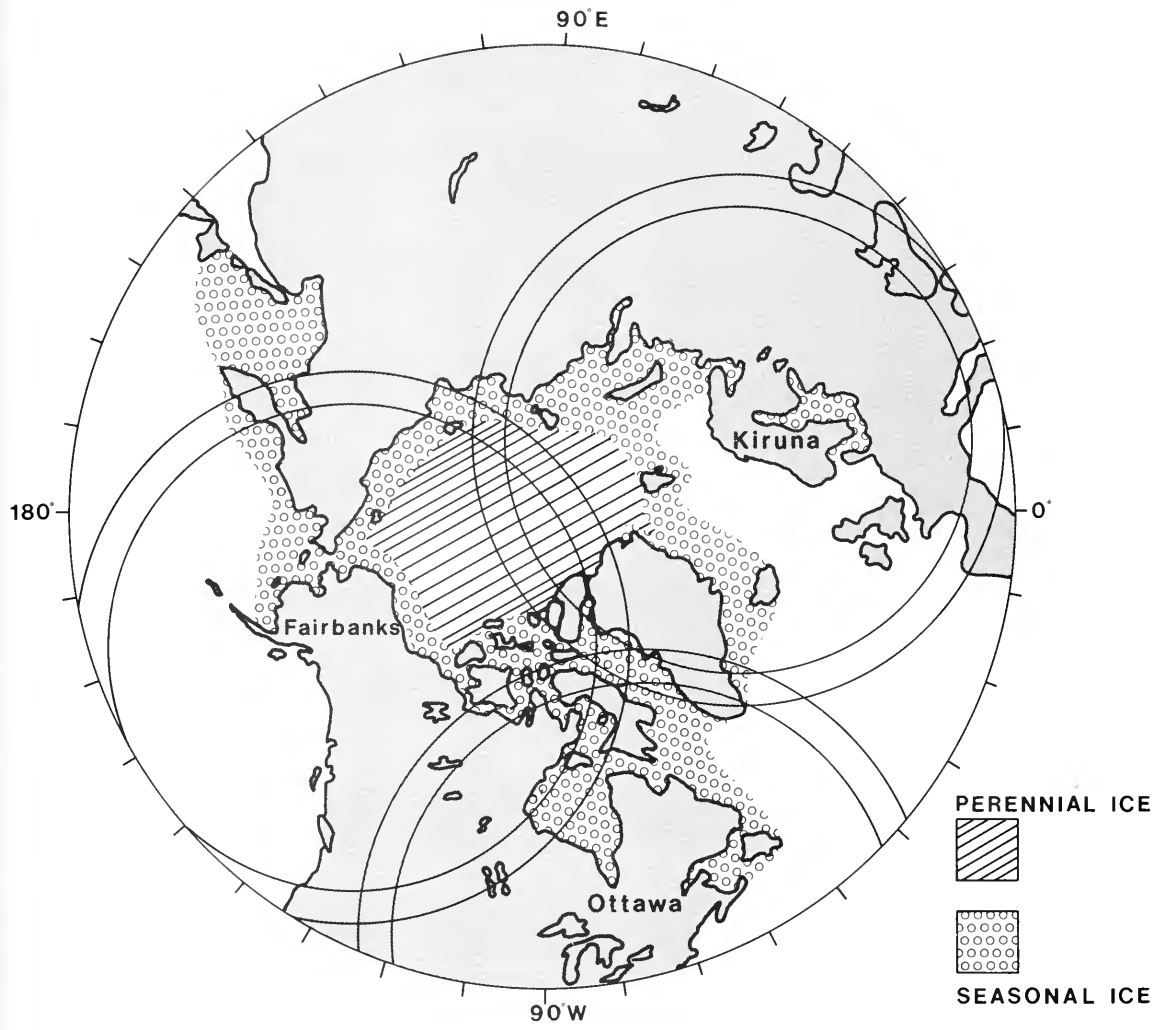 90°E
Kiruna
180°
0°
Fairbanks
PERENNIAL ICE
Ottawa
SEASONAL ICE
90°W